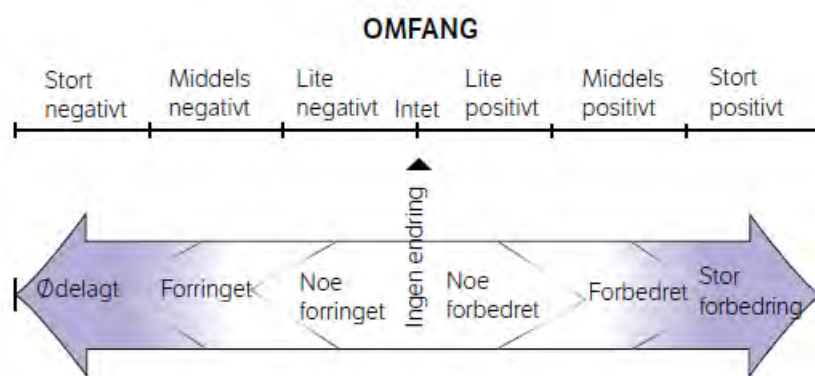 OMFANG
Stort negativt
Middels negativt
Lite negativt
Intet
Lite positivt
Middels positivt
Stort positivt
Ødelagt
Forringet
Noe forringet
Ingen endring
Noe forbedret
Forbedret
Stor forbedring